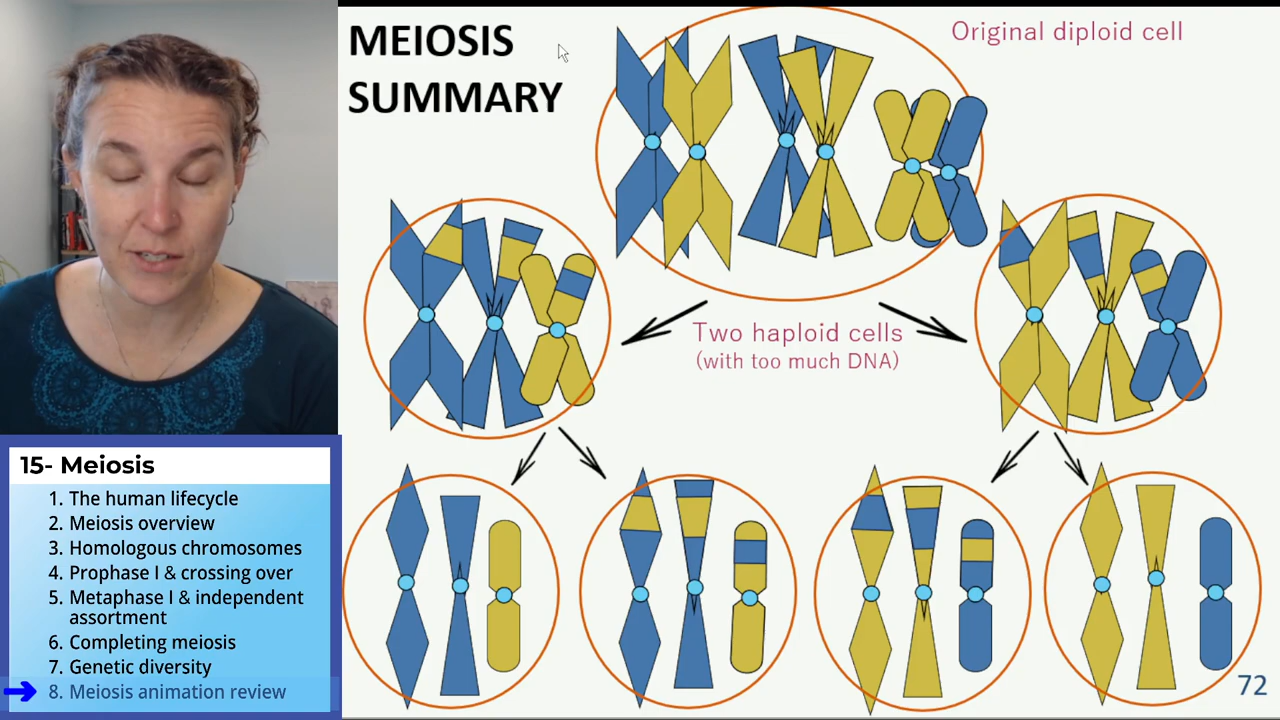 MEIOSIS
SUMMARY
Original diploid cell
Two haploid cells
(with too much DNA)
15- Meiosis
1. The human lifecycle
2. Meiosis overview
3. Homologous chromosomes
4. Prophase I & crossing over
5. Metaphase I & independent
assortment
6. Completing meiosis
7. Genetic diversity
8. Meiosis animation review
72